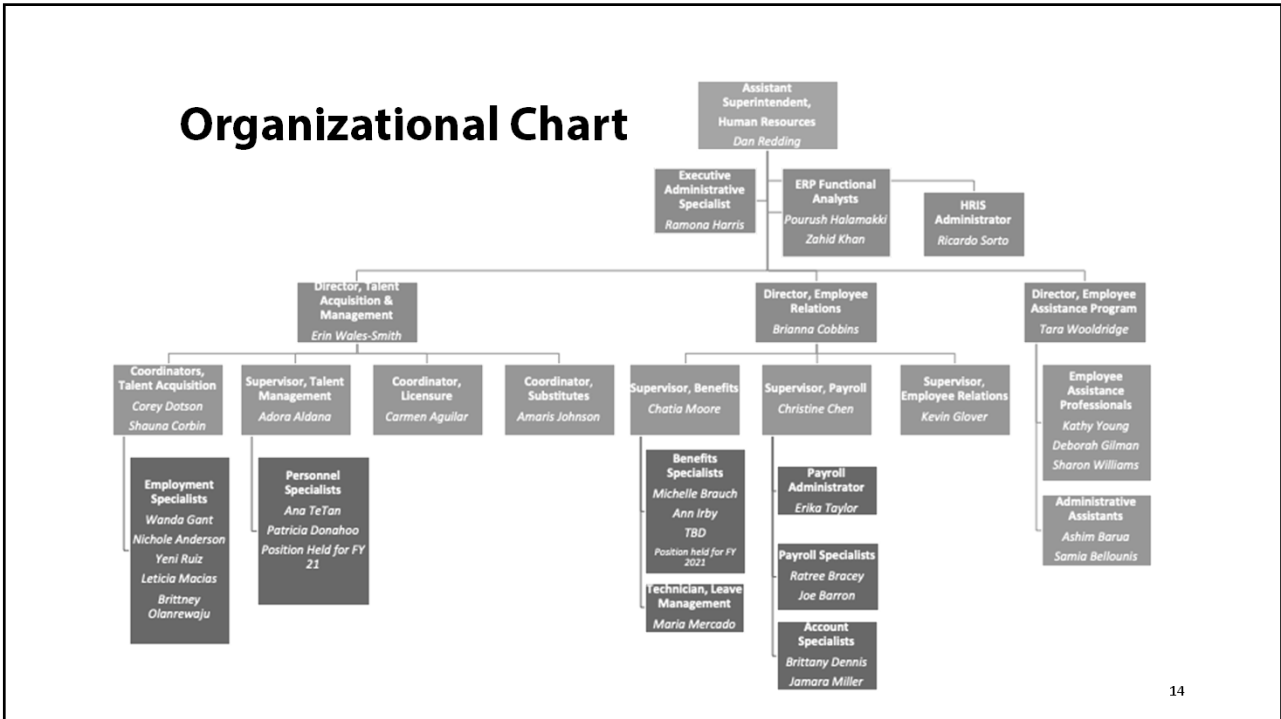 Organizational Chart
Assistant
Superintendent,
Human Resources
Dan Redding
Executive
Administrative
Specialist
Ramona Harris
ERP Functional
Analysts
Pourush Halamakki
Zahid Khan
HRIS
Administrator
Ricardo Sorto
Director, Talent
Acquisition &
Management
Erin Wales-Smith
Director, Employee
Relations
Brianna Cobbins
Director, Employee
Assistance Program
Tara Wooldridge
Coordinators,
Talent Acquisition
Corey Dotson
Shauna Corbin
Supervisor, Talent
Management
Adora Aldana
Coordinator,
Licensure
Carmen Aguilar
Coordinator,
Substitutes
Amaris Johnson
Supervisor, Benefits
Chatia Moore
Supervisor, Payroll
Christine Chen
Supervisor,
Employee Relations
Kevin Glover
Employee
Assistance
Professionals
Kathy Young
Deborah Gilman
Sharon Williams
Employment
Specialists
Wanda Gant
Nichole Anderson
Yeni Ruiz
Leticia Macias
Brittney
Olanrewaju
Personnel
Specialists
Ana TeTan
Patricia Donahoo
Position Held for FY
21
Benefits
Specialists
Michelle Brauch
Ann Irby
TBD
Position held for FY
2021
Technician, Leave
Management
Maria Mercado
Payroll
Administrator
Erika Taylor
Payroll Specialists
Ratree Bracey
Joe Barron
Account
Specialists
Brittany Dennis
Jamara Miller
Administrative
Assistants
Ashim Barua
Samia Bellounis
14